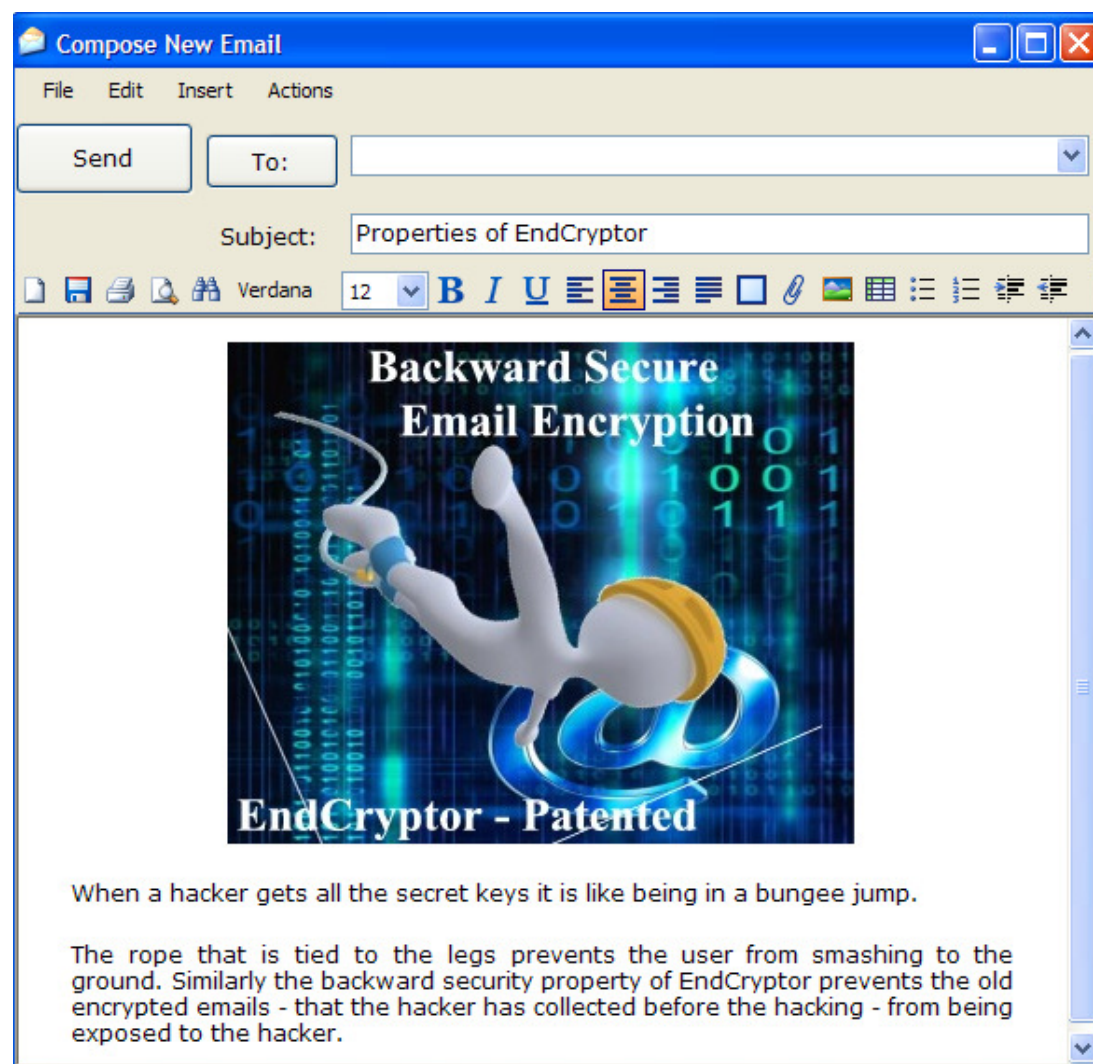 Compose New Email
File Edit Insert Actions
Send To:
Subject: Properties of EndCryptor
Verdana 12 B I U
Backward Secure
Email Encryption
EndCryptor - Patented
When a hacker gets all the secret keys it is like being in a bungee jump.
The rope that is tied to the legs prevents the user from smashing to the
ground. Similarly the backward security property of EndCryptor prevents the old
encrypted emails - that the hacker has collected before the hacking - from being
exposed to the hacker.